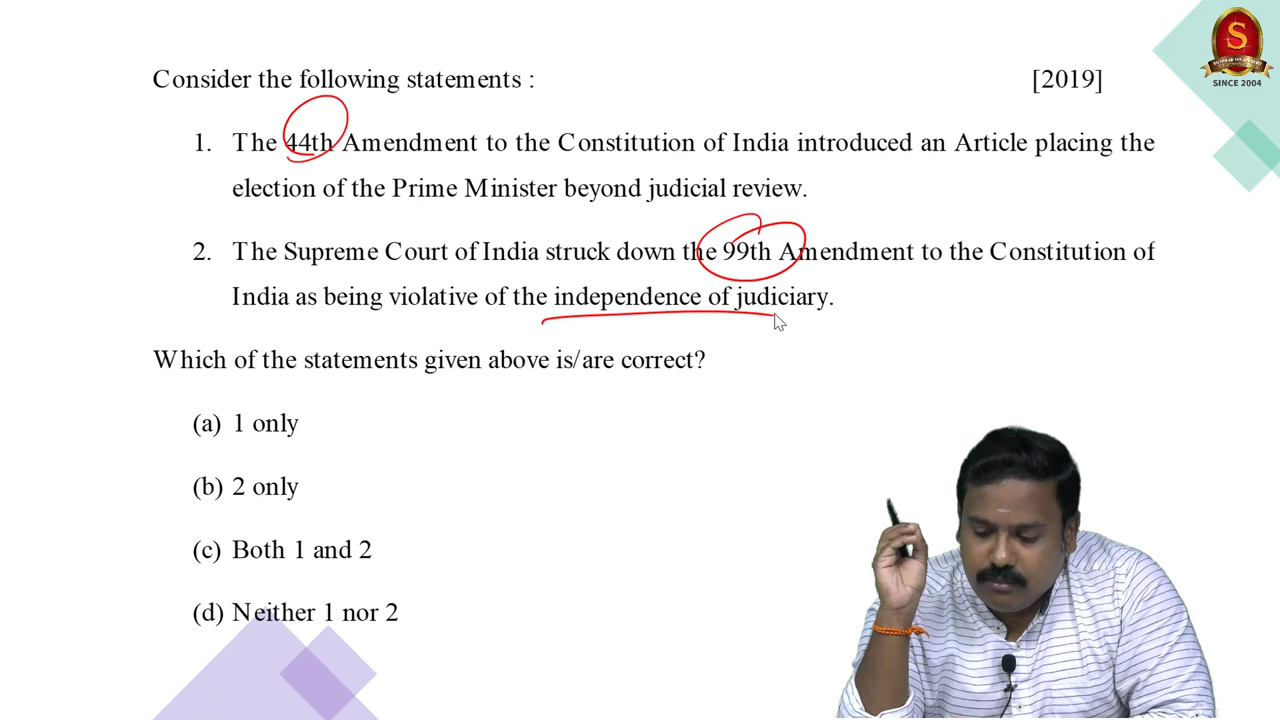 S
SINCE 2004
Consider the following statements : [2019]
1. The 44th Amendment to the Constitution of India introduced an Article placing the
election of the Prime Minister beyond judicial review.
2. The Supreme Court of India struck down the 99th Amendment to the Constitution of
India as being violative of the independence of judiciary.
Which of the statements given above is/are correct?
(a) 1 only
(b) 2 only
(c) Both 1 and 2
(d) Neither 1 nor 2